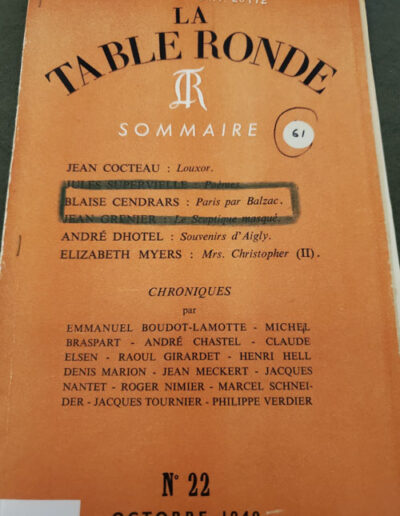 LA
TABLE RONDE
TR
SOMMAIRE
61
JEAN COCTEAU : Louxor.
JULES SUPERVIELLE : Poèmes.
BLAISE CENDRARS : Paris par Balzac.
JEAN GRENIER : Le Sceptique masqué.
ANDRÉ DHOTEL : Souvenirs d'Aigly.
ELIZABETH MYERS : Mrs. Christopher (II).
CHRONIQUES
par
EMMANUEL BOUDOT-LAMOTTE - MICHEL
BRASPART - ANDRÉ CHASTEL - CLAUDE
ELSEN - RAOUL GIRARDET - HENRI HELL
DENIS MARION - JEAN MECKERT - JACQUES
NANTET - ROGER NIMIER - MARCEL SCHNEI-
DER - JACQUES TOURNIER - PHILIPPE VERDIER
N° 22
OCTOBRE 1949